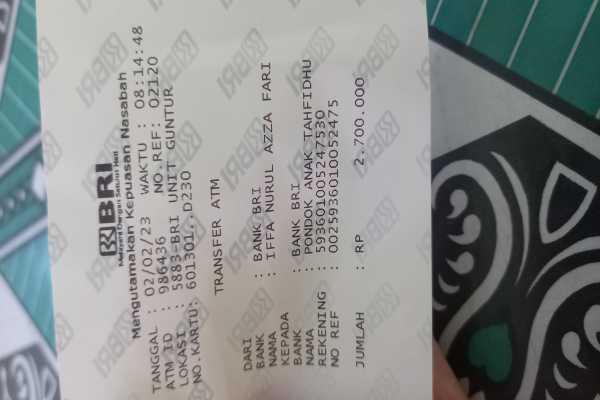 BRI
Melayani Dengan Setulus Hati
Mengutamakan Kepuasan Nasabah
TANGGAL : 02/02/23 WAKTU : 08:14:48
ATM ID : 986436 NO.REF: 02120
LOKASI : 5883-BRI UNIT GUNTUR
NO.KARTU: 601301..D230
TRANSFER ATM
DARI
BANK : BANK BRI
NAMA : IFFA NURUL AZZA FARI
KEPADA
BANK : BANK BRI
NAMA : PONDOK ANAK TAHFIDHU
REKENING : 593601005247530
NO REF : 0025936010052475
JUMLAH : RP 2.700.000